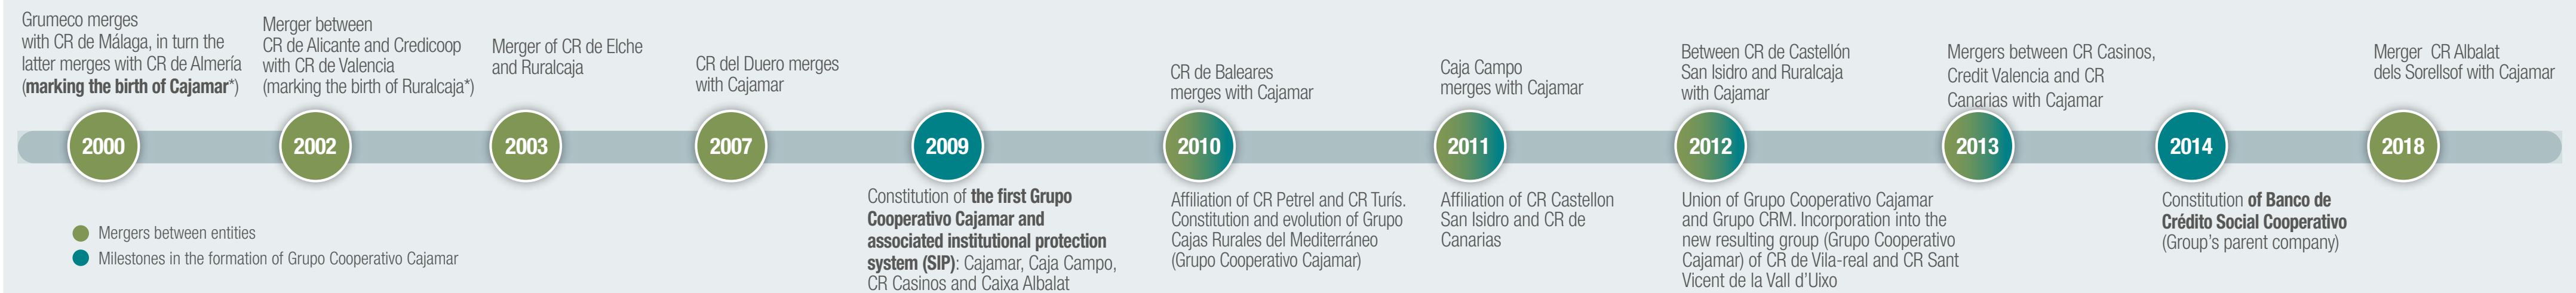 Grumeco merges
with CR de Málaga, in turn the
latter merges with CR de Almería
(marking the birth of Cajamar*)
2000
Merger between
CR de Alicante and Credicoop
with CR de Valencia
(marking the birth of Ruralcaja*)
2002
Merger of CR de Elche
and Ruralcaja
2003
CR del Duero merges
with Cajamar
2007
2009
Constitution of the first Grupo
Cooperativo Cajamar and
associated institutional protection
system (SIP): Cajamar, Caja Campo,
CR Casinos and Caixa Albalat
CR de Baleares
merges with Cajamar
2010
Affiliation of CR Petrel and CR Turís.
Constitution and evolution of Grupo
Cajas Rurales del Mediterráneo
(Grupo Cooperativo Cajamar)
Caja Campo
merges with Cajamar
2011
Affiliation of CR Castellon
San Isidro and CR de
Canarias
Between CR de Castellón
San Isidro and Ruralcaja
with Cajamar
2012
Union of Grupo Cooperativo Cajamar
and Grupo CRM. Incorporation into the
new resulting group (Grupo Cooperativo
Cajamar) of CR de Vila-real and CR Sant
Vicent de la Vall d'Uixo
Mergers between CR Casinos,
Credit Valencia and CR
Canarias with Cajamar
2013
2014
Constitution of Banco de
Crédito Social Cooperativo
(Group's parent company)
Merger CR Albalat
dels Sorellsof with Cajamar
2018
Mergers between entities
Milestones in the formation of Grupo Cooperativo Cajamar